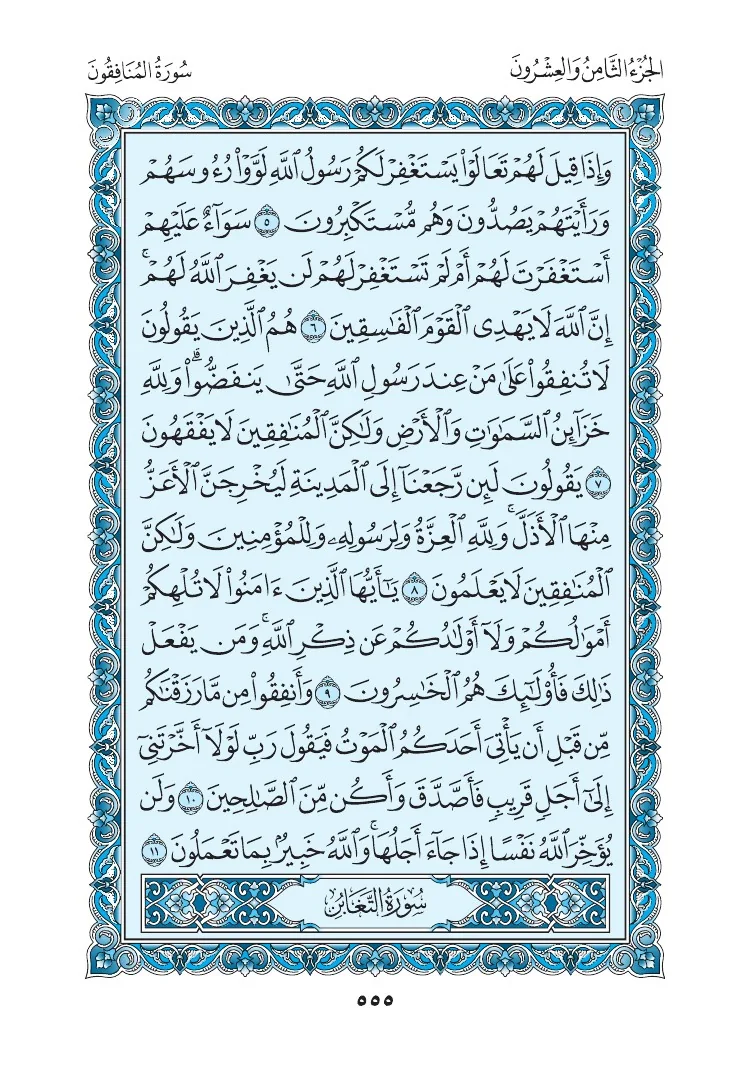 الجُزْءُ الثَّامِنُ وَالعِشْرُونَ
سُورَةُ المُنَافِقُونَ
وَإِذَا قِيلَ لَهُمْ تَعَالَوْا۟ يَسْتَغْفِرْ لَكُمْ رَسُولُ ٱللَّهِ لَوَّوْا۟ رُءُوسَهُمْ
وَرَأَيْتَهُمْ يَصُدُّونَ وَهُم مُّسْتَكْبِرُونَ ٥ سَوَآءٌ عَلَيْهِمْ
أَسْتَغْفَرْتَ لَهُمْ أَمْ لَمْ تَسْتَغْفِرْ لَهُمْ لَن يَغْفِرَ ٱللَّهُ لَهُمْ ۚ
إِنَّ ٱللَّهَ لَا يَهْدِى ٱلْقَوْمَ ٱلْفَـٰسِقِينَ ٦ هُمُ ٱلَّذِينَ يَقُولُونَ
لَا تُنفِقُوا۟ عَلَىٰ مَنْ عِندَ رَسُولِ ٱللَّهِ حَتَّىٰ يَنفَضُّوا۟ ۗ وَلِلَّهِ
خَزَآئِنُ ٱلسَّمَـٰوَٰتِ وَٱلْأَرْضِ وَلَـٰكِنَّ ٱلْمُنَـٰفِقِينَ لَا يَفْقَهُونَ
٧ يَقُولُونَ لَئِن رَّجَعْنَآ إِلَى ٱلْمَدِينَةِ لَيُخْرِجَنَّ ٱلْأَعَزُّ
مِنْهَا ٱلْأَذَلَّ ۚ وَلِلَّهِ ٱلْعِزَّةُ وَلِرَسُولِهِۦ وَلِلْمُؤْمِنِينَ وَلَـٰكِنَّ
ٱلْمُنَـٰفِقِينَ لَا يَعْلَمُونَ ٨ يَـٰٓأَيُّهَا ٱلَّذِينَ ءَامَنُوا۟ لَا تُلْهِكُمْ
أَمْوَٰلُكُمْ وَلَآ أَوْلَـٰدُكُمْ عَن ذِكْرِ ٱللَّهِ ۚ وَمَن يَفْعَلْ
ذَٰلِكَ فَأُو۟لَـٰٓئِكَ هُمُ ٱلْخَـٰسِرُونَ ٩ وَأَنفِقُوا۟ مِن مَّا رَزَقْنَـٰكُم
مِّن قَبْلِ أَن يَأْتِىَ أَحَدَكُمُ ٱلْمَوْتُ فَيَقُولَ رَبِّ لَوْلَآ أَخَّرْتَنِىٓ
إِلَىٰٓ أَجَلٍ قَرِيبٍ فَأَصَّدَّقَ وَأَكُن مِّنَ ٱلصَّـٰلِحِينَ ١٠ وَلَن
يُؤَخِّرَ ٱللَّهُ نَفْسًا إِذَا جَآءَ أَجَلُهَا ۚ وَٱللَّهُ خَبِيرٌۢ بِمَا تَعْمَلُونَ ١١
سُورَةُ التَّغَابُنِ
٥٥٥